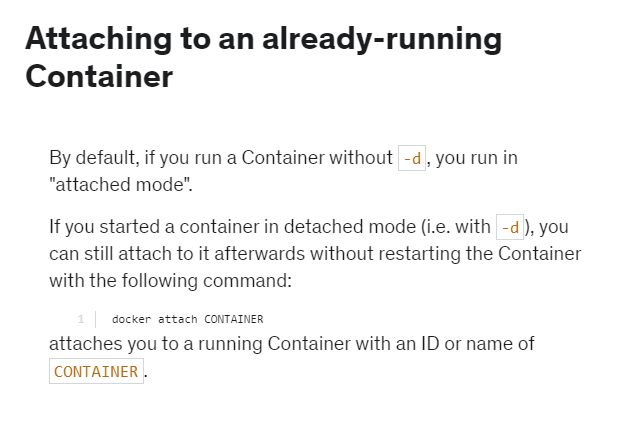 Attaching to an already-running
Container
By default, if you run a Container without -d, you run in
"attached mode".
If you started a container in detached mode (i.e. with -d), you
can still attach to it afterwards without restarting the Container
with the following command:
1 docker attach CONTAINER
attaches you to a running Container with an ID or name of
CONTAINER.